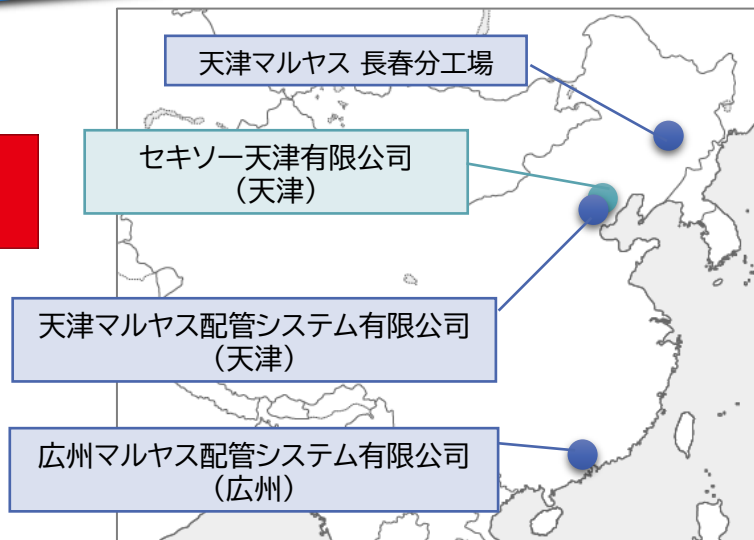 天津マルヤス 長春分工場
セキソー天津有限公司
（天津）
天津マルヤス配管システム有限公司
（天津）
広州マルヤス配管システム有限公司
（広州）